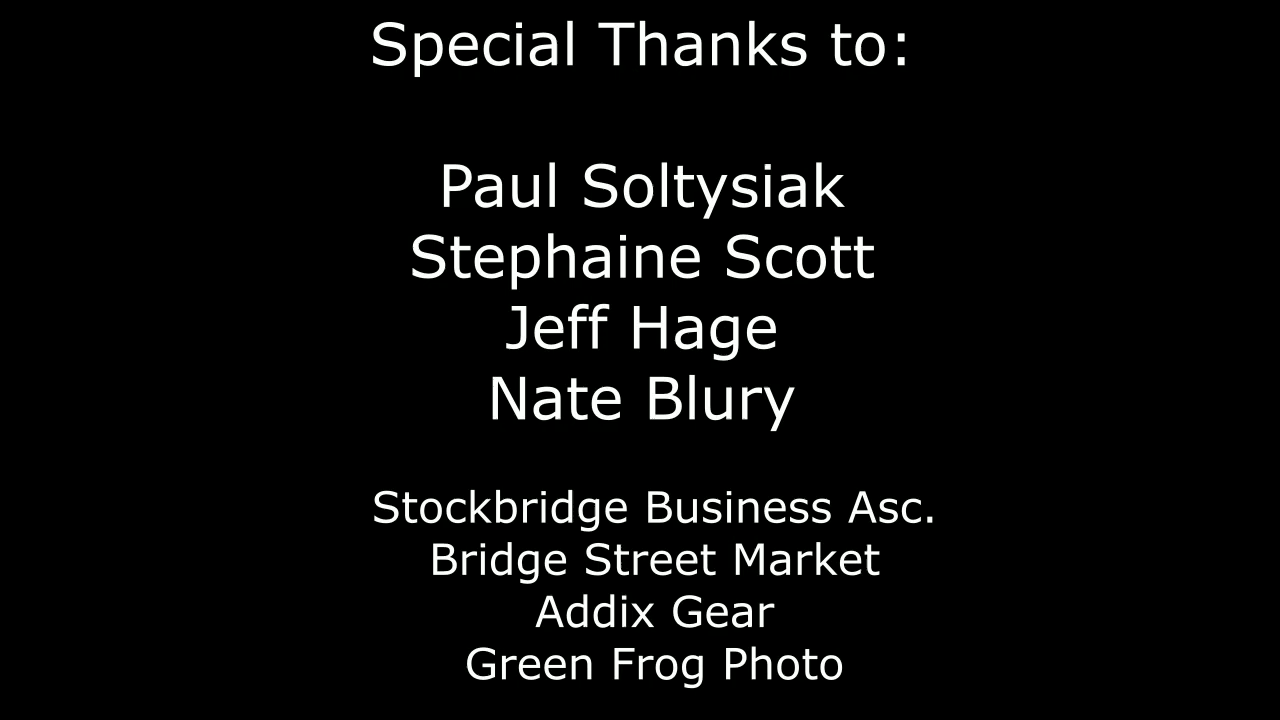 Special Thanks to:
Paul Soltysiak
Stephaine Scott
Jeff Hage
Nate Blury
Stockbridge Business Asc.
Bridge Street Market
Addix Gear
Green Frog Photo